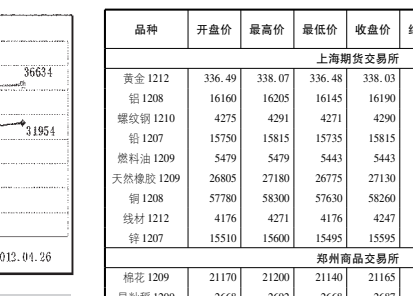 36634
31954
012.04.26
品种 开盘价 最高价 最低价 收盘价
上海期货交易所
黄金 1212 336.49 338.07 336.48 338.03
铝 1208 16160 16205 16145 16190
螺纹钢 1210 4275 4291 4271 4290
铅 1207 15750 15815 15735 15815
燃料油 1209 5479 5479 5443 5443
天然橡胶 1209 26805 27180 26775 27130
铜 1208 57780 58300 57630 58260
线材 1212 4176 4271 4176 4247
锌 1207 15510 15600 15495 15595
郑州商品交易所
棉花 1209 21170 21200 21140 21165